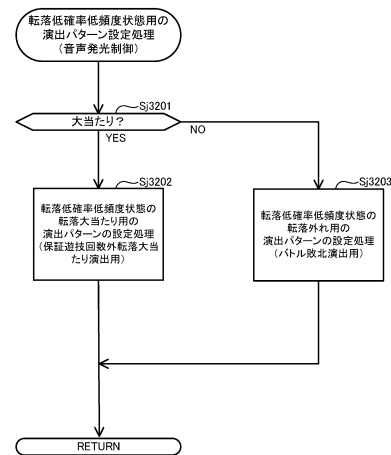 転落低確率低頻度状態用の
演出パターン設定処理
（音声発光制御）
Sj3201
大当たり？
YES
NO
Sj3202
転落低確率低頻度状態の
転落大当たり用の
演出パターンの設定処理
（保証遊技回数外転落大当
たり演出用）
Sj3203
転落低確率低頻度状態の
転落外れ用の
演出パターンの設定処理
（バトル敗北演出用）
RETURN